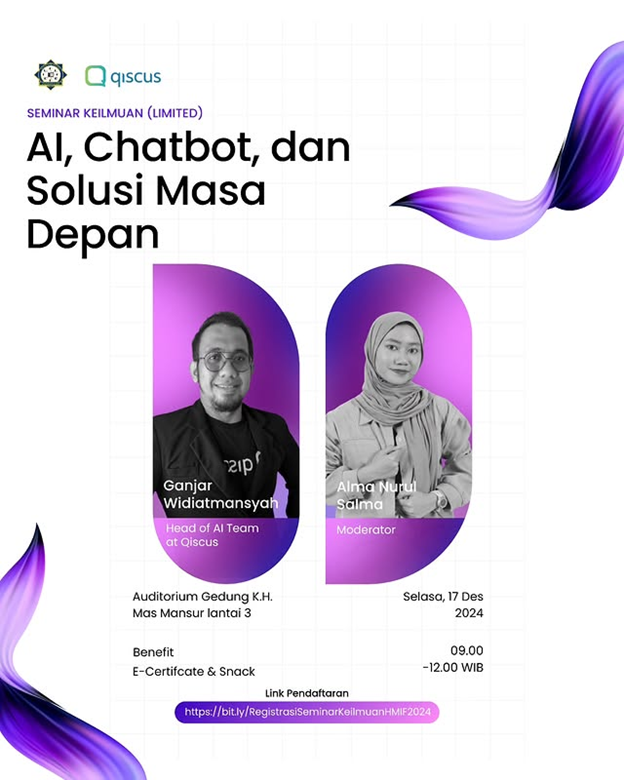 qiscus
SEMINAR KEILMUAN (LIMITED)
AI, Chatbot, dan
Solusi Masa
Depan
Ganjar
Widiatmansyah
Head of AI Team
at Qiscus
Alma Nurul
Salma
Moderator
Auditorium Gedung K.H.
Mas Mansur lantai 3
Selasa, 17 Des
2024
Benefit
E-Certifcate & Snack
09.00
-12.00 WIB
Link Pendaftaran
https://bit.ly/RegistrasiSeminarKeilmuanHMIF2024